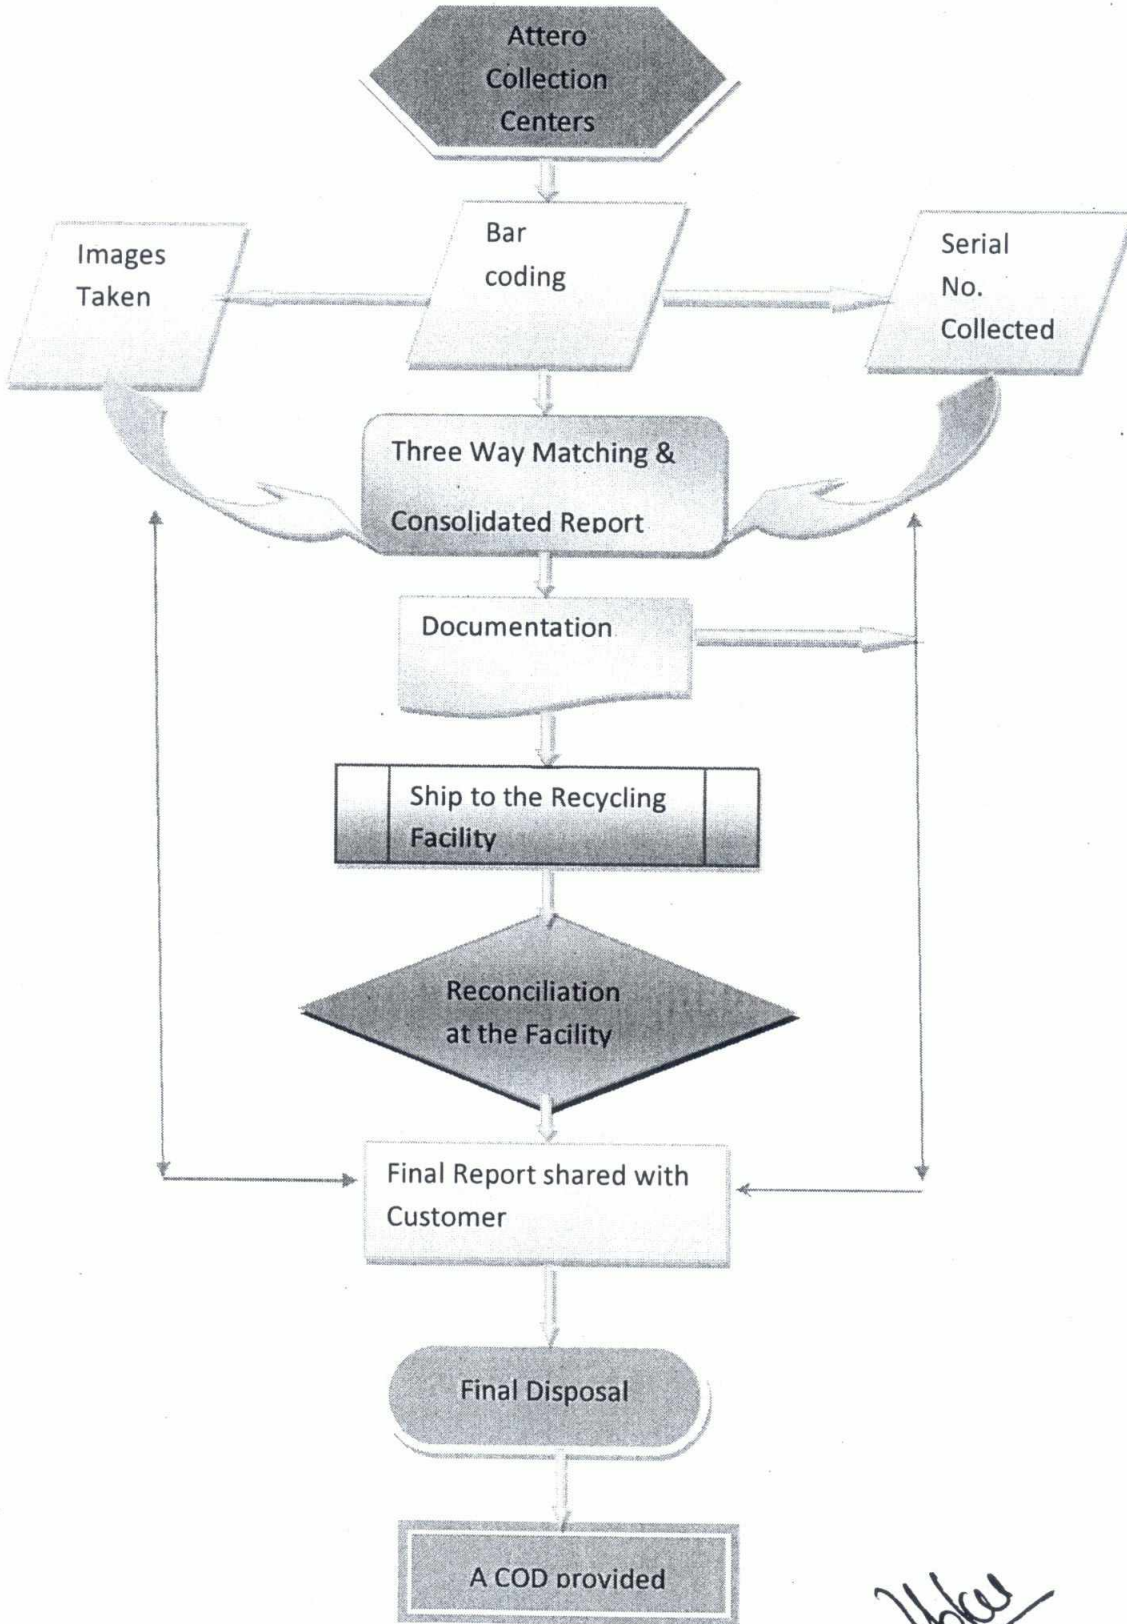 Attero
Collection
Centers
Images
Taken
Bar
coding
Serial
No.
Collected
Three Way Matching &
Consolidated Report
Documentation
Ship to the Recycling
Facility
Reconciliation
at the Facility
Final Report shared with
Customer
Final Disposal
A COD provided